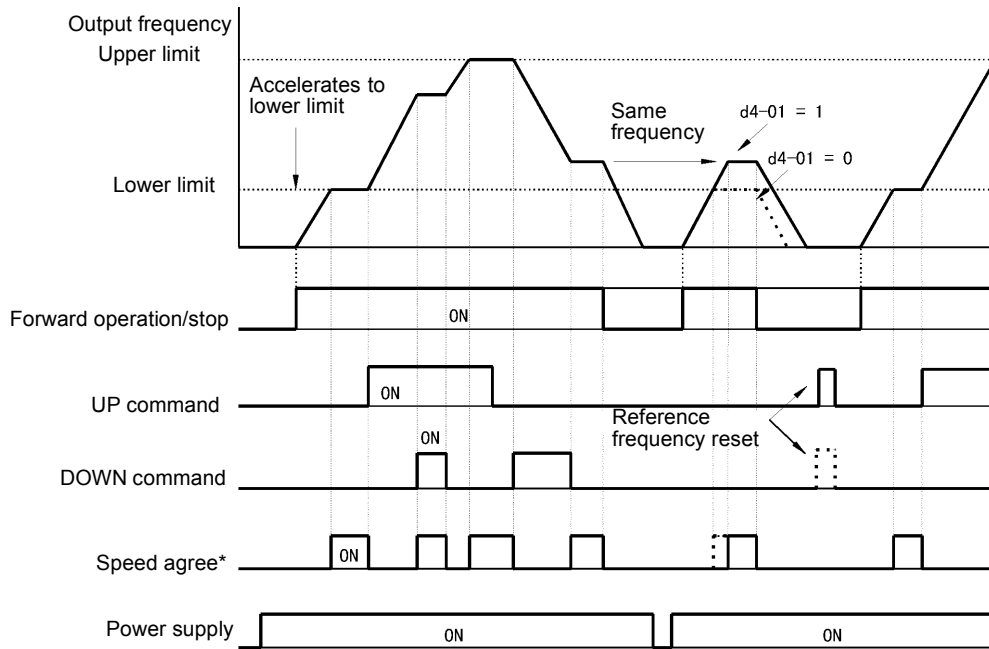 Output frequency
Upper limit
Accelerates to
lower limit
Same
frequency
d4-01 = 1
d4-01 = 0
Lower limit
Forward operation/stop
ON
UP command
ON
Reference
frequency reset
ON
DOWN command
Speed agree*
ON
Power supply
ON
ON